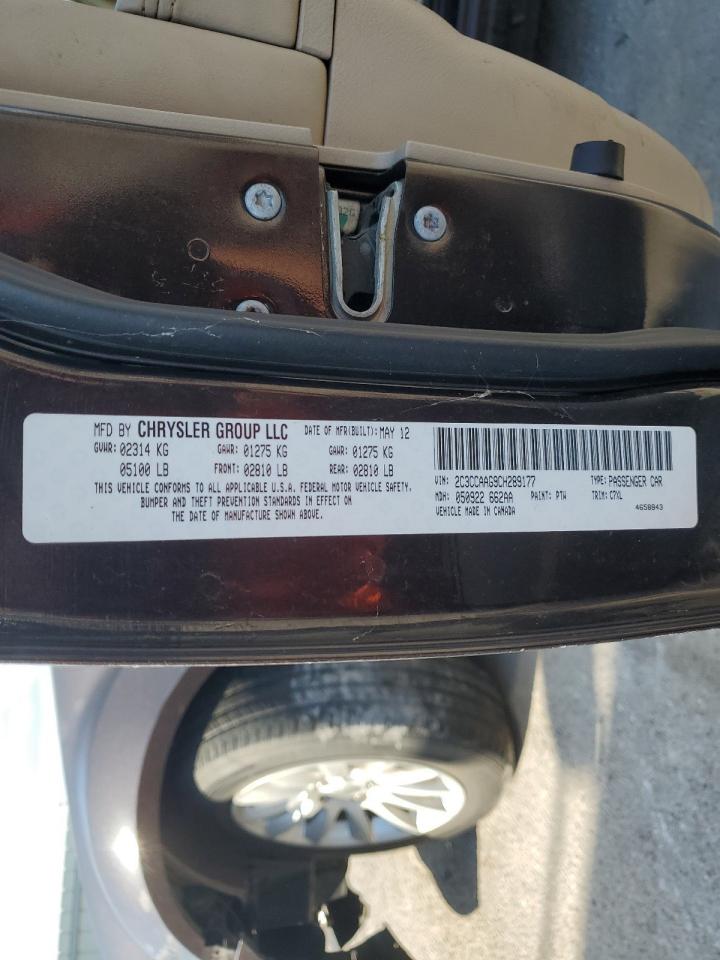 MFD BY CHRYSLER GROUP LLC DATE OF MFR(BUILT): MAY 12
GVWR: 02314 KG GAWR: 01275 KG GAWR: 01275 KG
05100 LB FRONT: 02810 LB REAR: 02810 LB
THIS VEHICLE CONFORMS TO ALL APPLICABLE U.S.A. FEDERAL MOTOR VEHICLE SAFETY,
BUMPER AND THEFT PREVENTION STANDARDS IN EFFECT ON
THE DATE OF MANUFACTURE SHOWN ABOVE.
VIN: 2C3CCAAG9CH289177 TYPE: PASSENGER CAR
MDH: 050922 662AA PAINT: PTW TRIM: C7XL
VEHICLE MADE IN CANADA 4658843